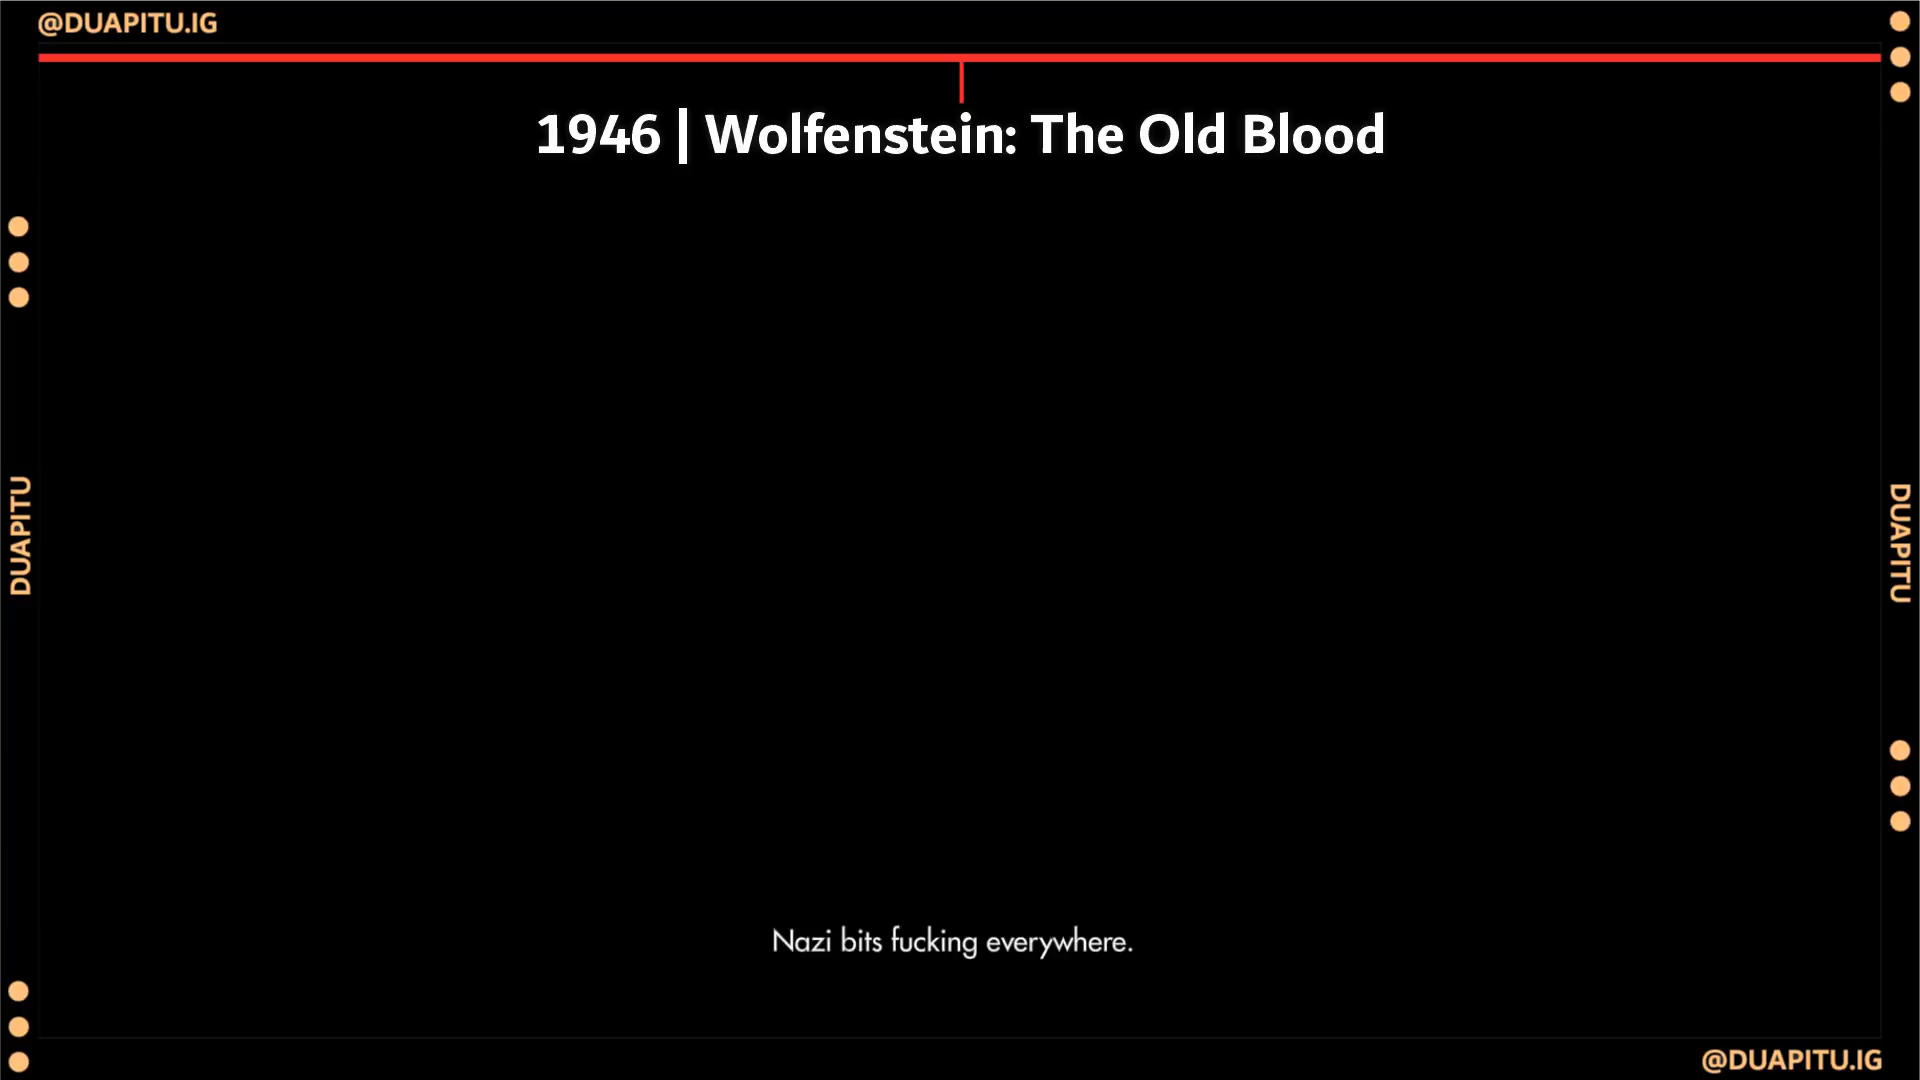 @DUAPITU.IG
1946 | Wolfenstein: The Old Blood
DUAPITU
DUAPITU
Nazi bits fucking everywhere.
@DUAPITU.IG